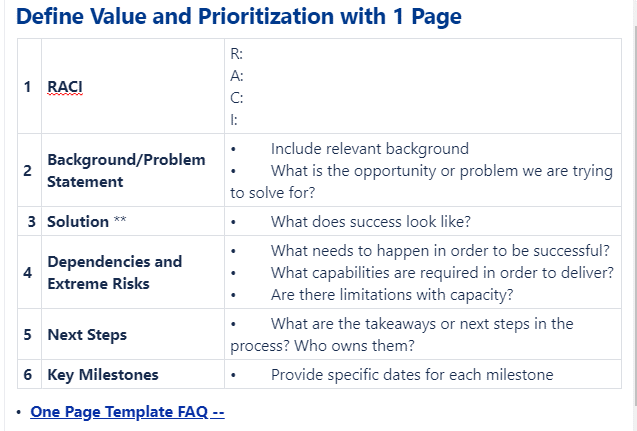 Define Value and Prioritization with 1 Page
1 RACI
R:
A:
C:
I:
2 Background/Problem Statement
• Include relevant background
• What is the opportunity or problem we are trying
to solve for?
3 Solution **
• What does success look like?
4 Dependencies and
Extreme Risks
• What needs to happen in order to be successful?
• What capabilities are required in order to deliver?
• Are there limitations with capacity?
5 Next Steps
• What are the takeaways or next steps in the
process? Who owns them?
6 Key Milestones
• Provide specific dates for each milestone
• One Page Template FAQ --